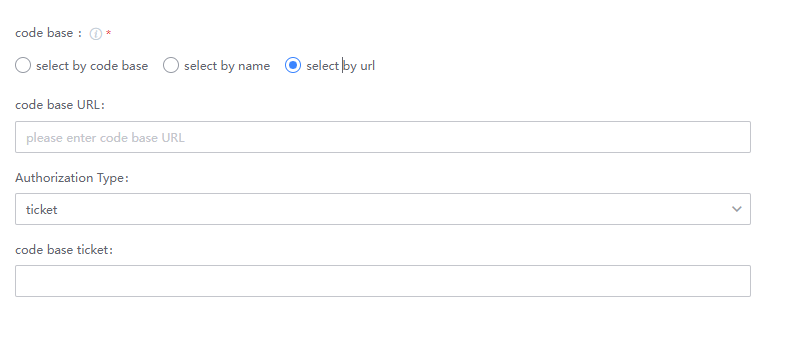 code base : *
select by code base select by name select by url
code base URL:
please enter code base URL
Authorization Type:
ticket
code base ticket: